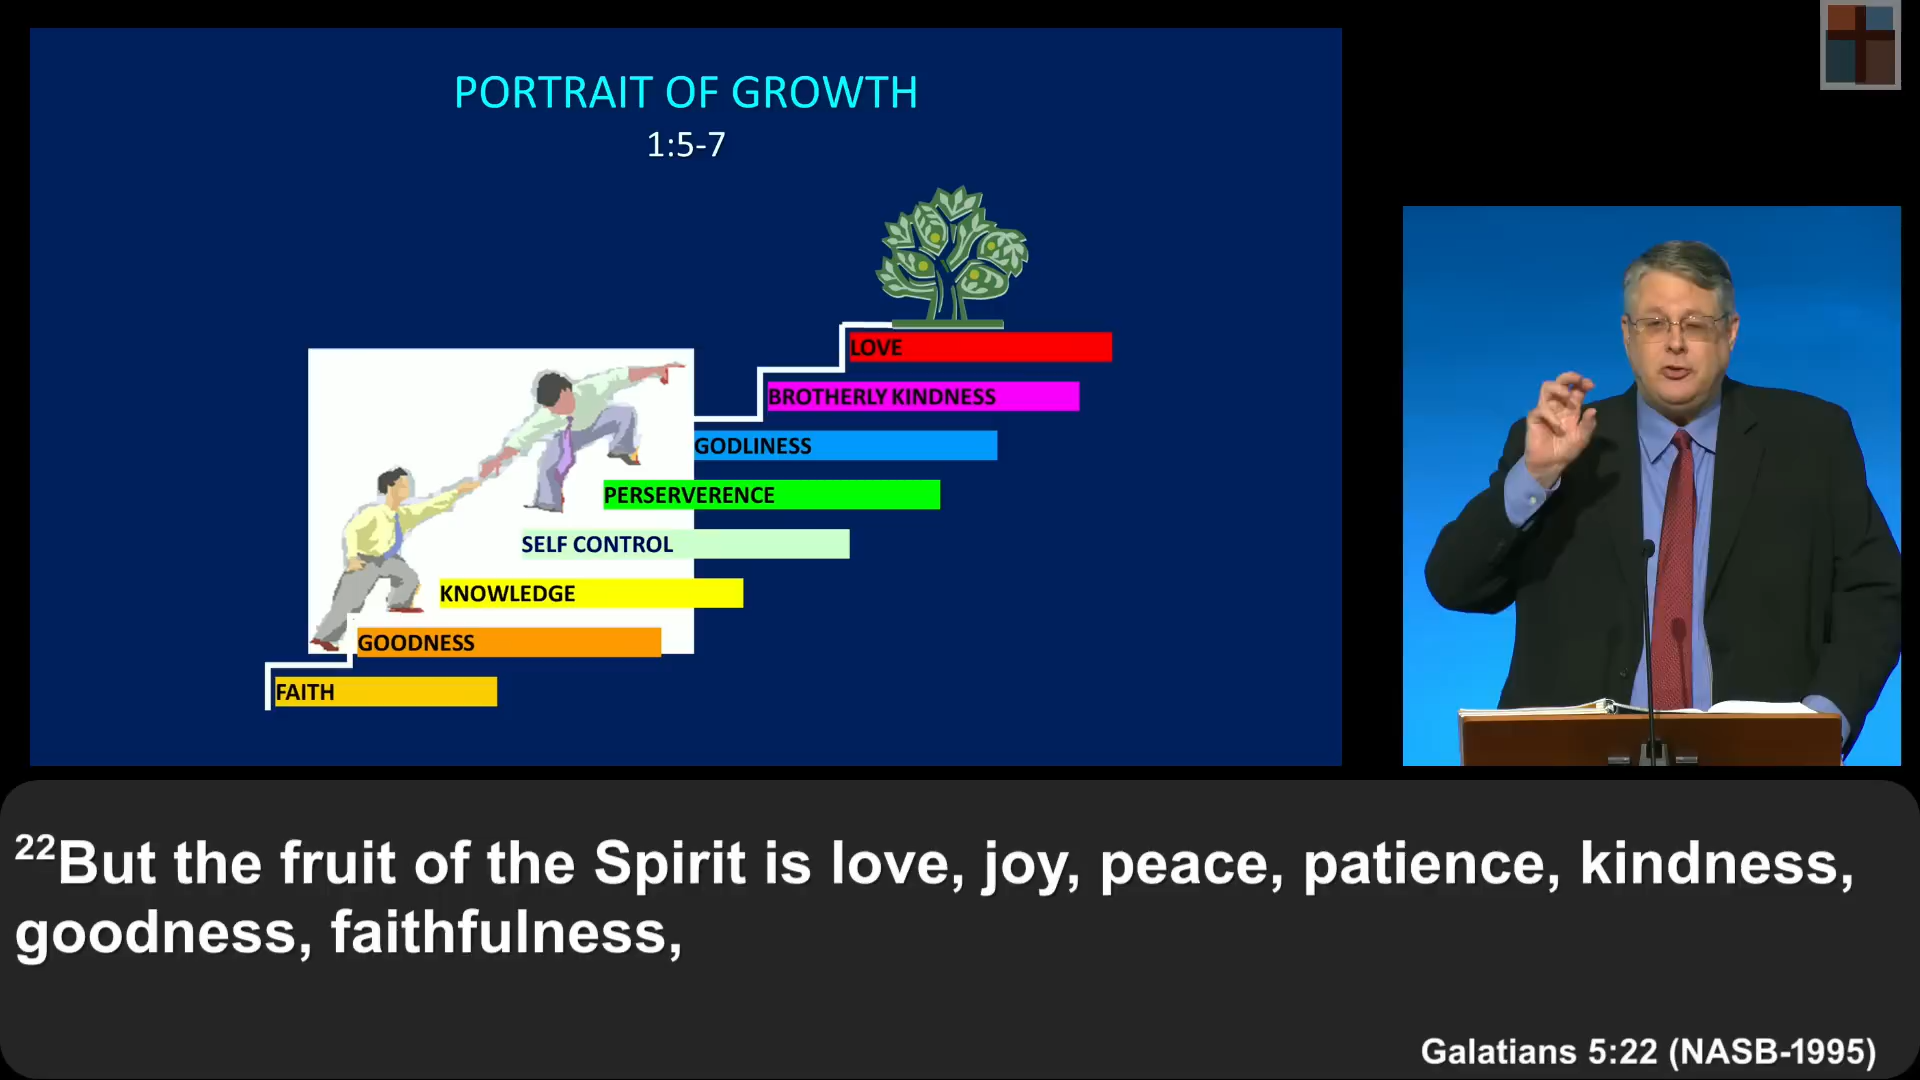 PORTRAIT OF GROWTH
1:5-7
LOVE
BROTHERLY KINDNESS
GODLINESS
PERSERVERENCE
SELF CONTROL
KNOWLEDGE
GOODNESS
FAITH
22But the fruit of the Spirit is love, joy, peace, patience, kindness,
goodness, faithfulness,
Galatians 5:22 (NASB-1995)